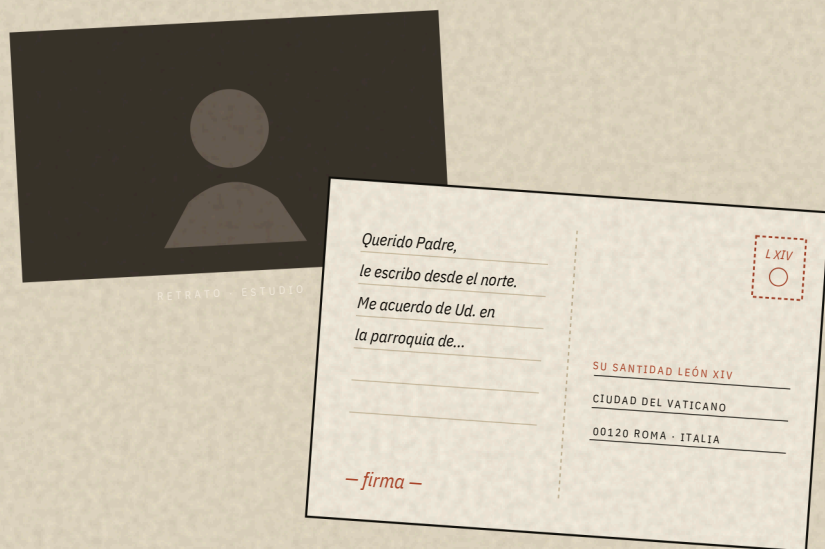 RETRATO · ESTUDIO
Querido Padre,
le escribo desde el norte.
Me acuerdo de Ud. en
la parroquia de...
— firma —
L XIV
SU SANTIDAD LEÓN XIV
CIUDAD DEL VATICANO
00120 ROMA · ITALIA